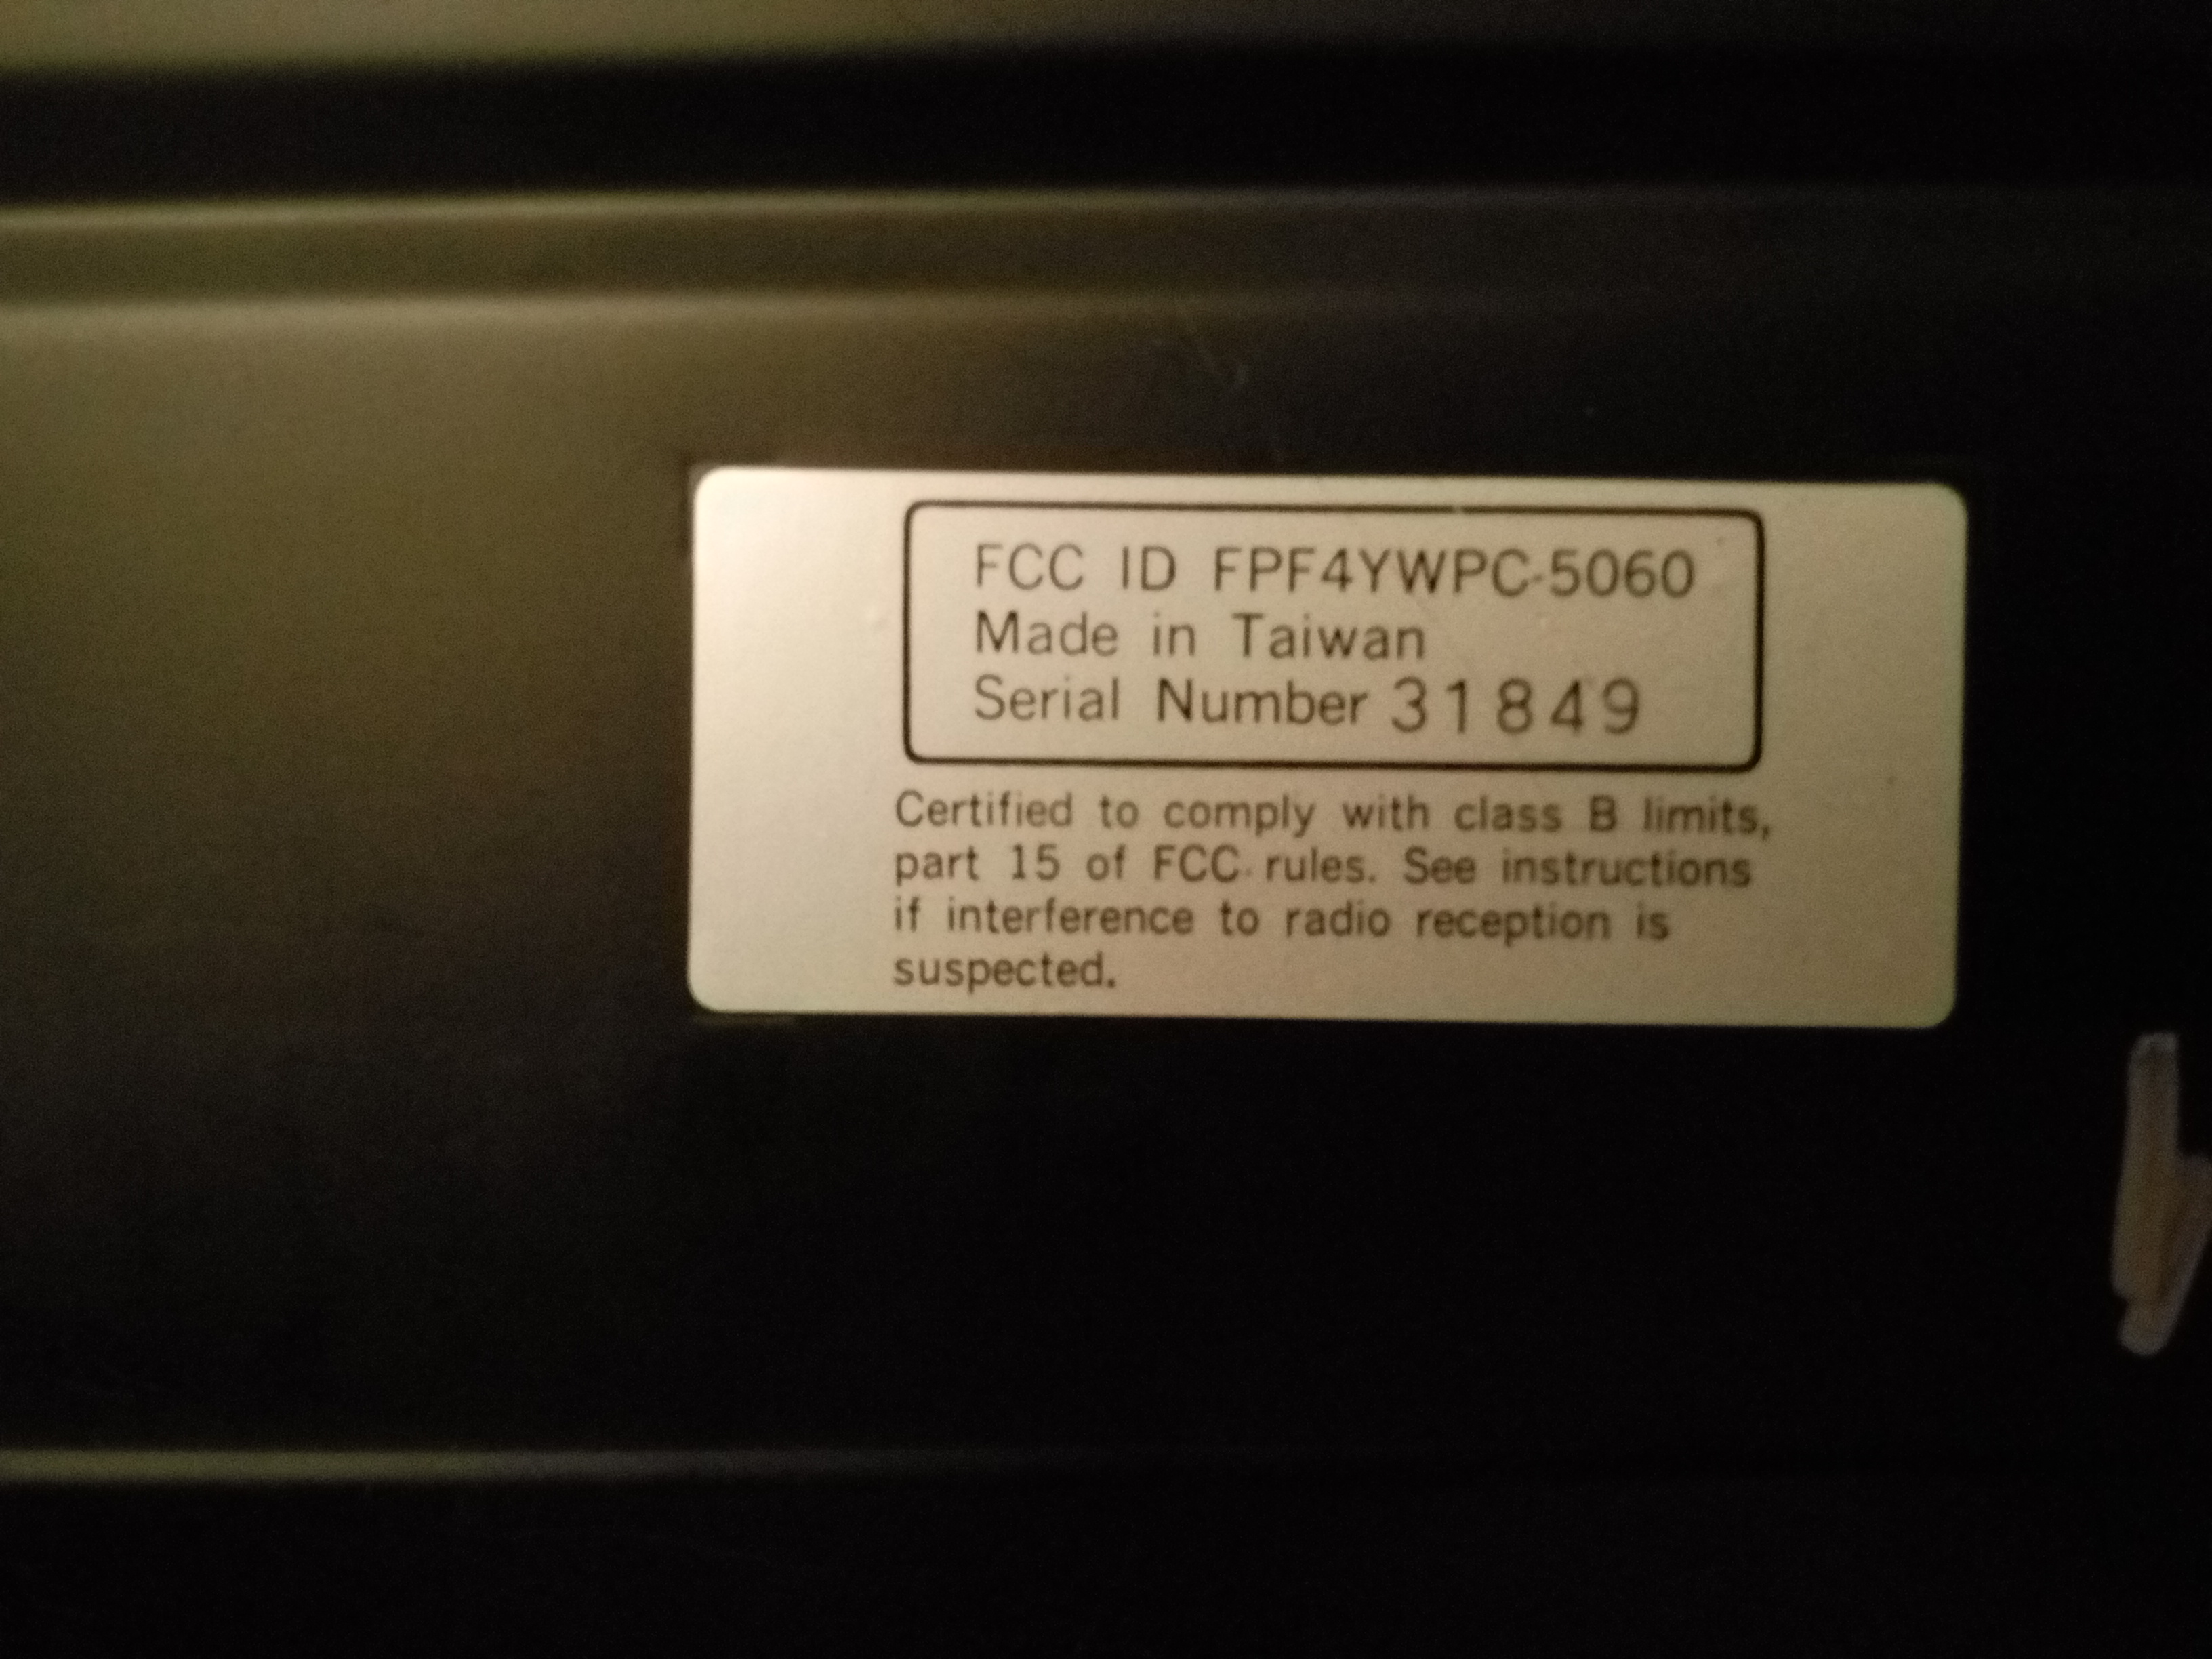 FCC ID FPF4YWPC-5060
Made in Taiwan
Serial Number 31849
Certified to comply with class B limits,
part 15 of FCC rules. See instructions
if interference to radio reception is
suspected.